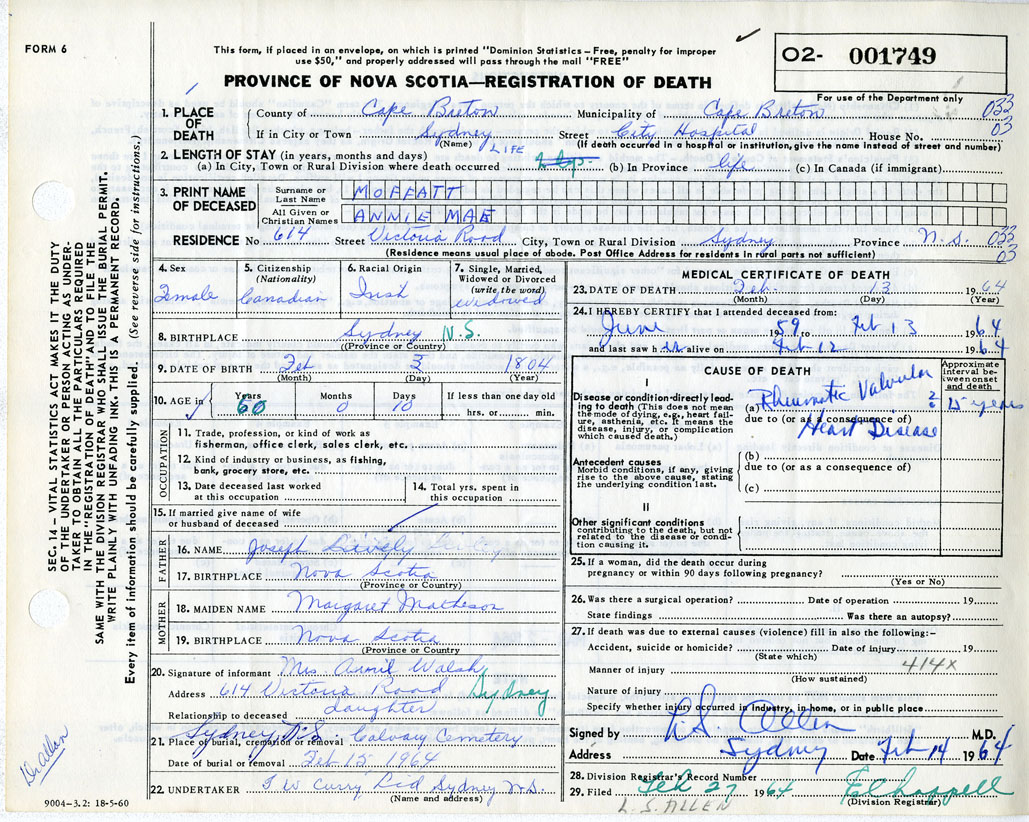 FORM 6
This form, if placed in an envelope, on which is printed "Dominion Statistics – Free, penalty for improper
use $50," and properly addressed will pass through the mail "FREE"
PROVINCE OF NOVA SCOTIA—REGISTRATION OF DEATH
O2- 001749
For use of the Department only
1. PLACE OF DEATH
County of Cape Breton Municipality of Cape Breton 033
If in City or Town Sydney Street City Hospital House No. 03
(Name) (If death occurred in a hospital or institution, give the name instead of street and number)
2. LENGTH OF STAY (in years, months and days) LIFE
(a) In City, Town or Rural Division where death occurred (b) In Province life (c) In Canada (if immigrant)
3. PRINT NAME OF DECEASED
Surname or Last Name MOFFATT
All Given or Christian Names ANNIE MAE
RESIDENCE No 614 Street Victoria Road City, Town or Rural Division Sydney Province N.S. 033
03
(Residence means usual place of abode. Post Office Address for residents in rural parts not sufficient)
4. Sex Female
5. Citizenship (Nationality) Canadian
6. Racial Origin Irish
7. Single, Married, Widowed or Divorced (write the word) widowed
8. BIRTHPLACE Sydney N.S.
(Province or Country)
9. DATE OF BIRTH Feb 3 1804
(Month) (Day) (Year)
10. AGE in Years 60 Months 0 Days 10 If less than one day old
hrs. or min.
OCCUPATION
11. Trade, profession, or kind of work as
fisherman, office clerk, sales clerk, etc.
12. Kind of industry or business, as fishing,
bank, grocery store, etc.
13. Date deceased last worked
at this occupation
14. Total yrs. spent in
this occupation
15. If married give name of wife
or husband of deceased
FATHER
16. NAME Joseph Lively
17. BIRTHPLACE Nova Scotia
(Province or Country)
MOTHER
18. MAIDEN NAME Margaret Matheson
19. BIRTHPLACE Nova Scotia
(Province or Country
20. Signature of informant Mrs. Walsh
Address 614 Victoria Road Sydney
Relationship to deceased daughter
21. Place of burial, cremation or removal Sydney N.S. Calvary Cemetery
Date of burial or removal Feb 15 1964
22. UNDERTAKER T W Curry Ltd Sydney N.S.
(Name and address)
MEDICAL CERTIFICATE OF DEATH
23. DATE OF DEATH Feb. 13 1964
(Month) (Day) (Year)
24. I HEREBY CERTIFY that I attended deceased from:
June 1959 to Feb 13 1964
and last saw her alive on Feb 12 1964
CAUSE OF DEATH
Approximate interval between onset and death
I
Disease or condition directly leading to death (This does not mean the mode of dying, e.g., heart failure, asthenia, etc. It means the disease, injury, or complication which caused death.)
(a) Rheumatic Valvular 15 years
due to (or as a consequence of)
Heart Disease
Antecedent causes
Morbid conditions, if any, giving rise to the above cause, stating the underlying condition last.
(b)
due to (or as a consequence of)
(c)
II
Other significant conditions
contributing to the death, but not related to the disease or condition causing it.
25. If a woman, did the death occur during
pregnancy or within 90 days following pregnancy?
(Yes or No)
26. Was there a surgical operation? Date of operation 19
State findings Was there an autopsy?
27. If death was due to external causes (violence) fill in also the following:–
Accident, suicide or homicide? Date of injury 19
(State which) 414X
Manner of injury
(How sustained)
Nature of injury
Specify whether injury occurred in industry, in home, or in public place
Signed by L S. Allen M.D.
Address Sydney Date Feb 14 1964
28. Division Registrar's Record Number
29. Filed Feb 27 1964 E Chappell
L. S. ALLEN (Division Registrar)
SEC. 14 – VITAL STATISTICS ACT MAKES IT THE DUTY
OF THE UNDERTAKER OR PERSON ACTING AS UNDER-
TAKER TO OBTAIN ALL THE PARTICULARS REQUIRED
IN THE "REGISTRATION OF DEATH" AND TO FILE THE
SAME WITH THE DIVISION REGISTRAR WHO SHALL ISSUE THE BURIAL PERMIT.
WRITE PLAINLY WITH UNFADING INK. THIS IS A PERMANENT RECORD.
Every item of information should be carefully supplied. (See reverse side for instructions.)
Dr Allan
9004–3.2: 18-5-60